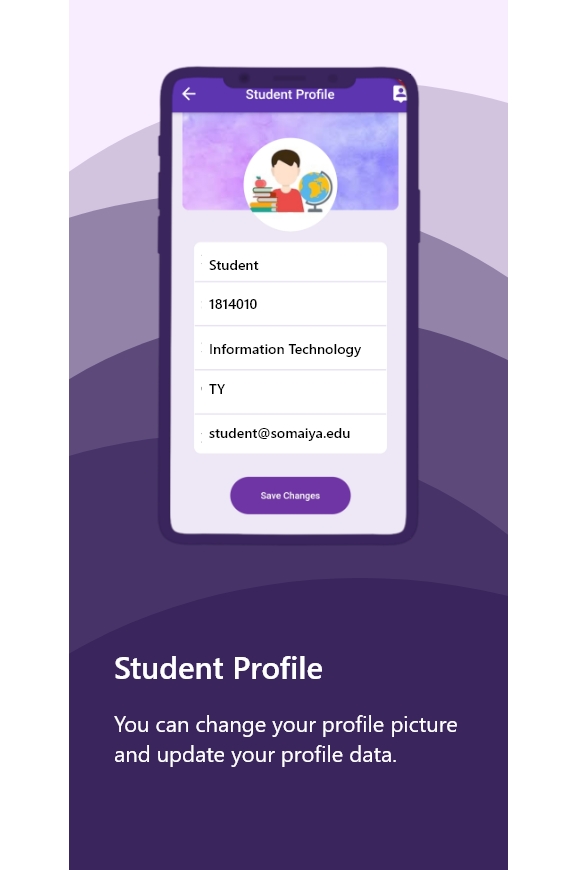 Student Profile
Student
1814010
Information Technology
TY
student@somaiya.edu
Save Changes
Student Profile
You can change your profile picture
and update your profile data.